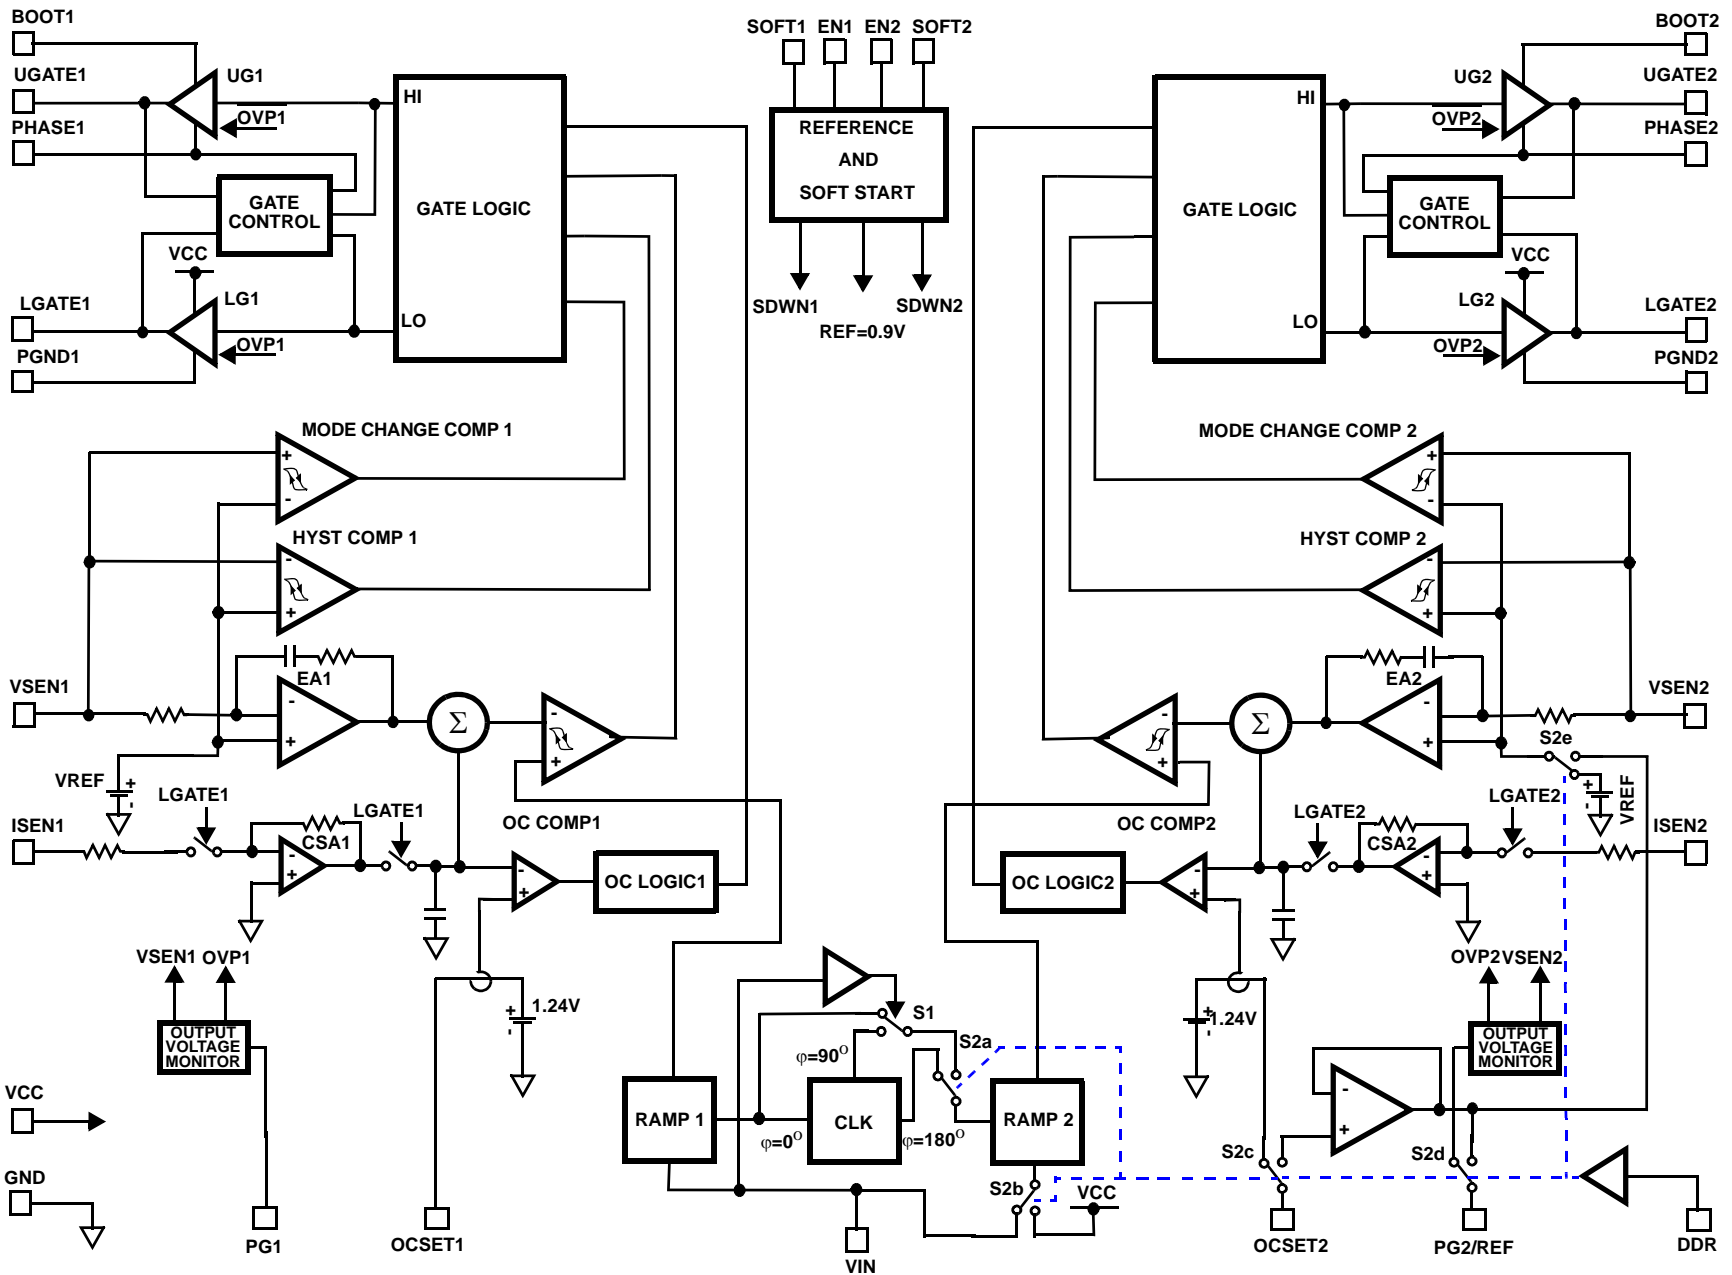 BOOT1
UGATE1
PHASE1
UG1
OVP1
HI
GATE
CONTROL
GATE LOGIC
VCC
LGATE1
LG1
LO
OVP1
PGND1
SOFT1
EN1
EN2
SOFT2
REFERENCE
AND
SOFT START
SDWN1
SDWN2
REF=0.9V
BOOT2
UG2
UGATE2
HI
OVP2
PHASE2
GATE LOGIC
GATE
CONTROL
VCC
LG2
LGATE2
LO
OVP2
PGND2
MODE CHANGE COMP 1
+
-
HYST COMP 1
-
+
MODE CHANGE COMP 2
+
-
HYST COMP 2
-
+
VSEN1
EA1
-
+
Σ
-
+
VREF
+
-
LGATE1
LGATE1
ISEN1
CSA1
-
+
OC COMP1
-
+
OC LOGIC1
EA2
-
+
VSEN2
Σ
-
+
S2e
+
-
VREF
LGATE2
LGATE2
ISEN2
CSA2
-
+
OC COMP2
-
+
OC LOGIC2
VSEN1
OVP1
OUTPUT
VOLTAGE
MONITOR
+
-
1.24V
S1
S2a
φ=90O
RAMP 1
CLK
RAMP 2
φ=0O
φ=180O
S2b
VCC
+
-
1.24V
OVP2
VSEN2
OUTPUT
VOLTAGE
MONITOR
-
+
S2c
S2d
VCC
GND
PG1
OCSET1
VIN
OCSET2
PG2/REF
DDR